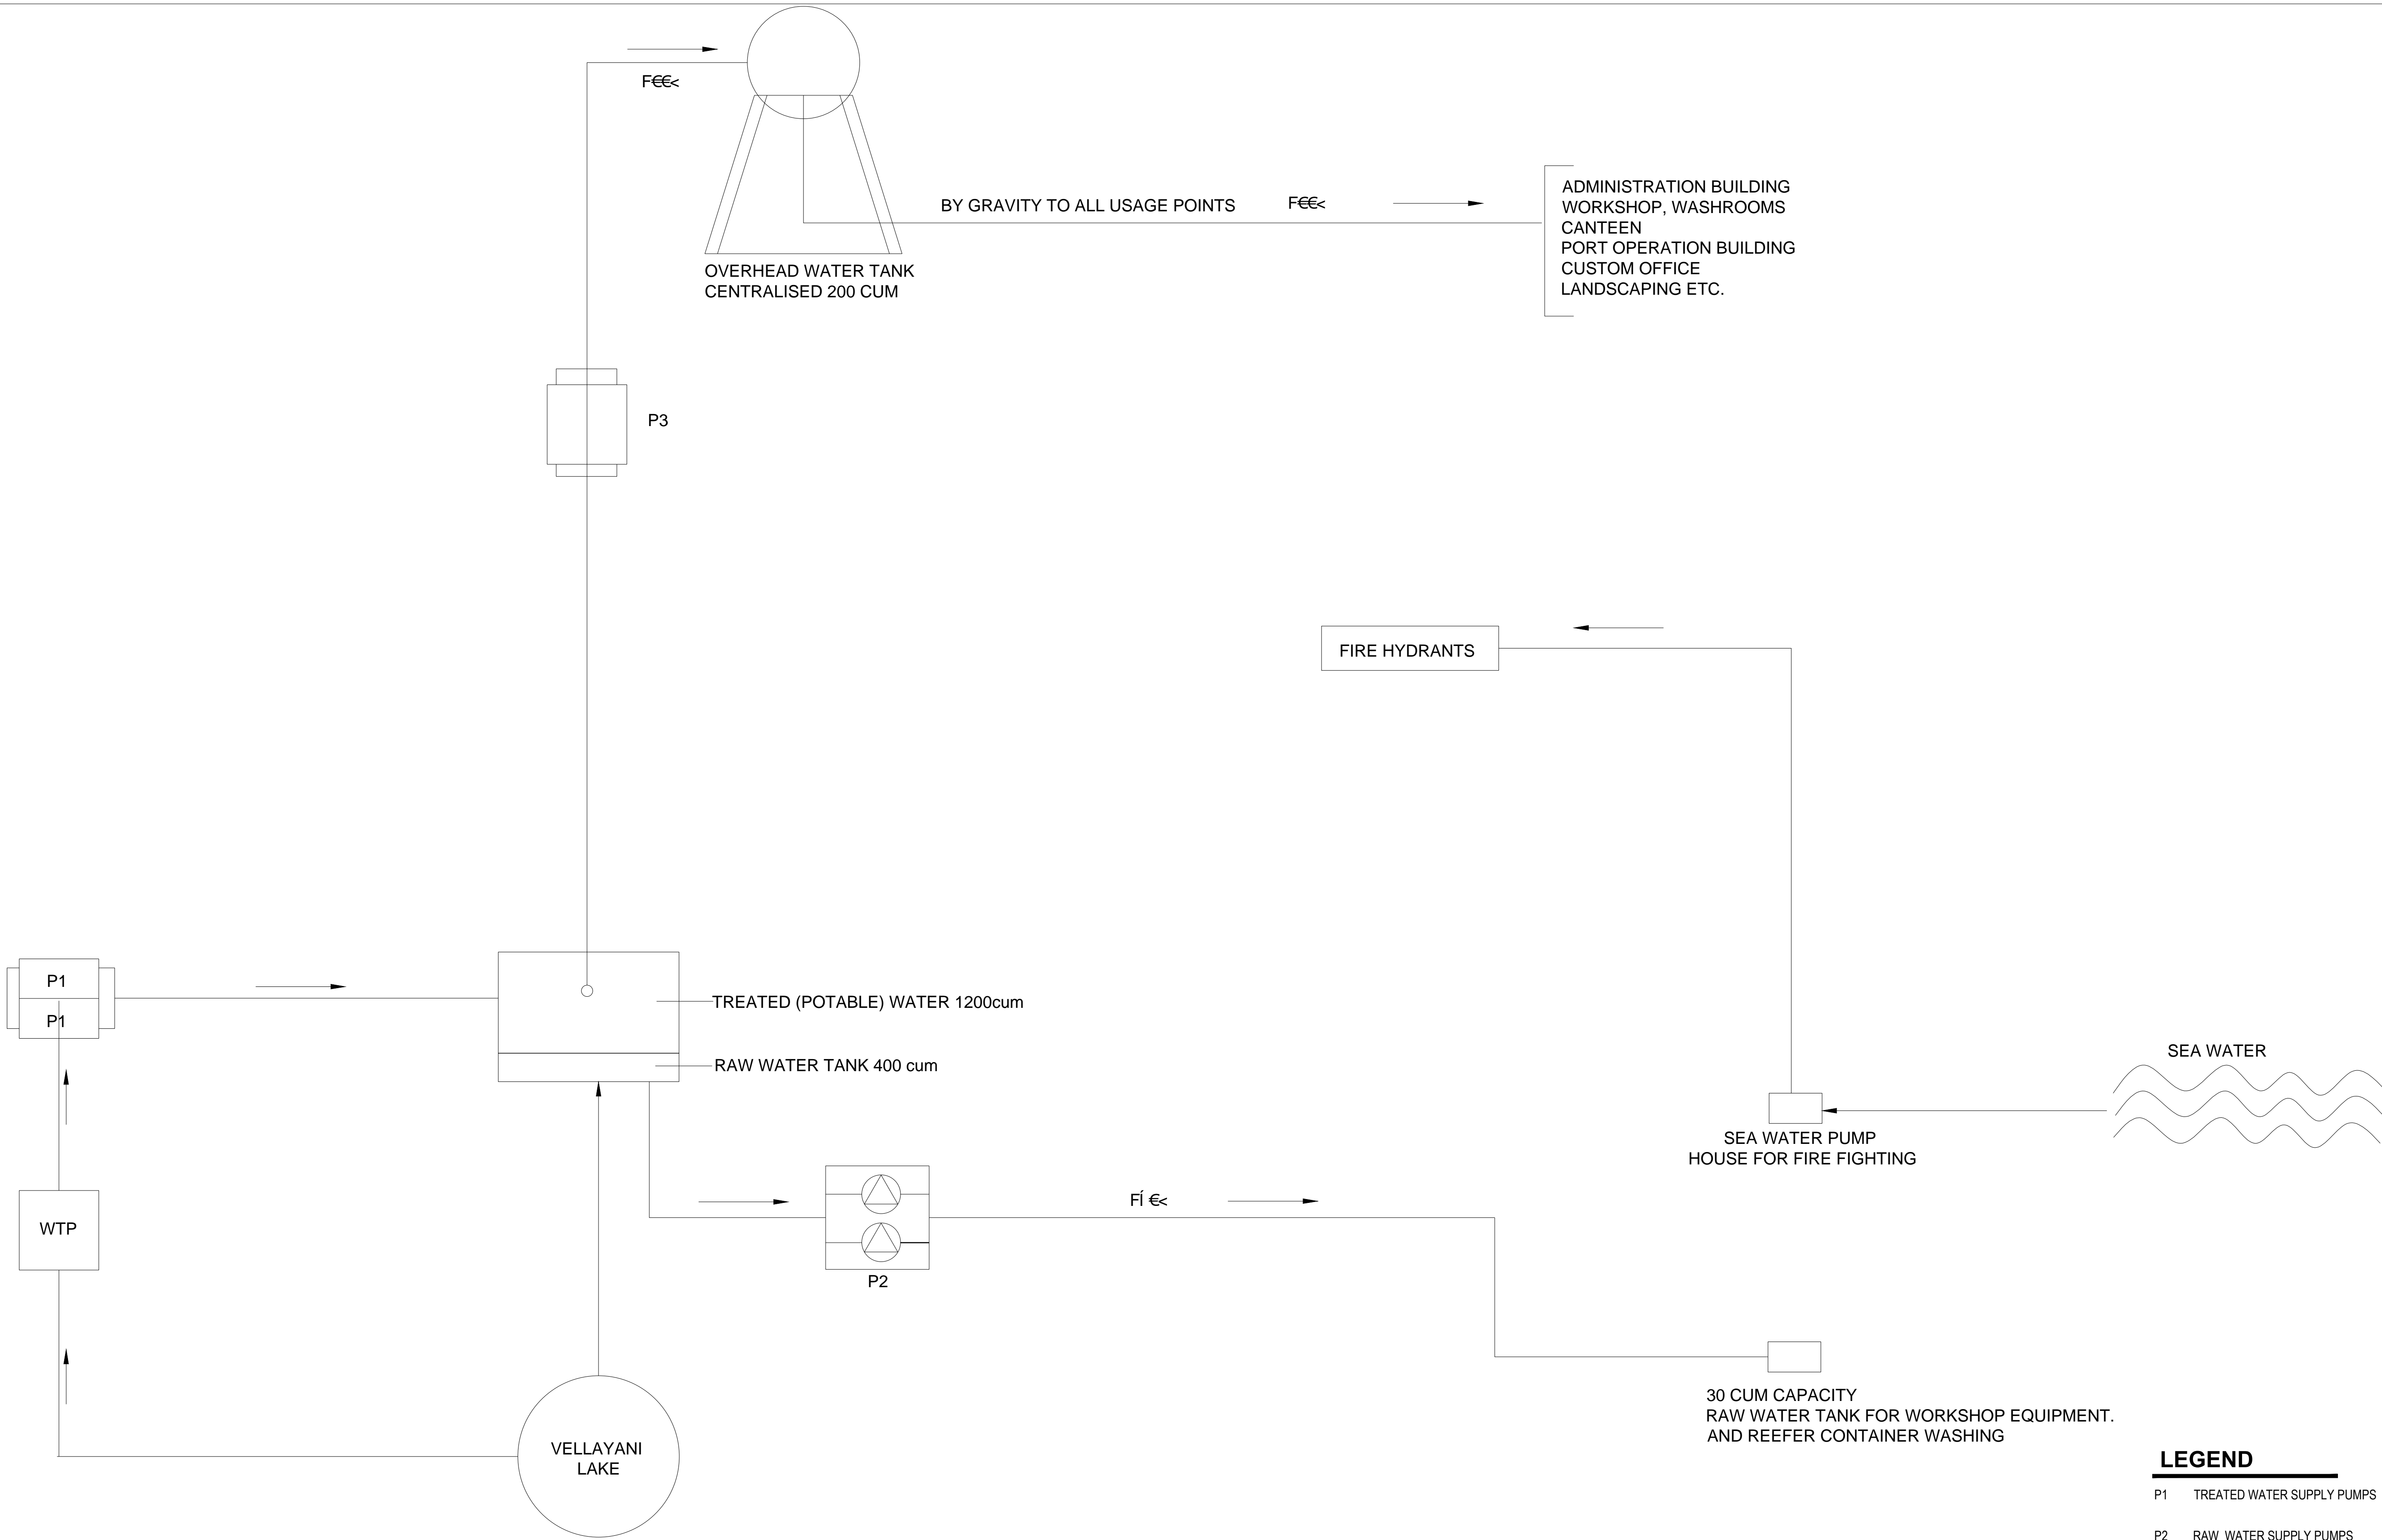 F€€<
BY GRAVITY TO ALL USAGE POINTS
F€€<
ADMINISTRATION BUILDING
WORKSHOP, WASHROOMS
CANTEEN
PORT OPERATION BUILDING
CUSTOM OFFICE
LANDSCAPING ETC.
OVERHEAD WATER TANK
CENTRALISED 200 CUM
P3
FIRE HYDRANTS
P1
P1
TREATED (POTABLE) WATER 1200cum
RAW WATER TANK 400 cum
SEA WATER
SEA WATER PUMP
HOUSE FOR FIRE FIGHTING
WTP
FÍ €<
P2
VELLAYANI
LAKE
30 CUM CAPACITY
RAW WATER TANK FOR WORKSHOP EQUIPMENT.
AND REEFER CONTAINER WASHING
LEGEND
P1 TREATED WATER SUPPLY PUMPS
P2 RAW WATER SUPPLY PUMPS